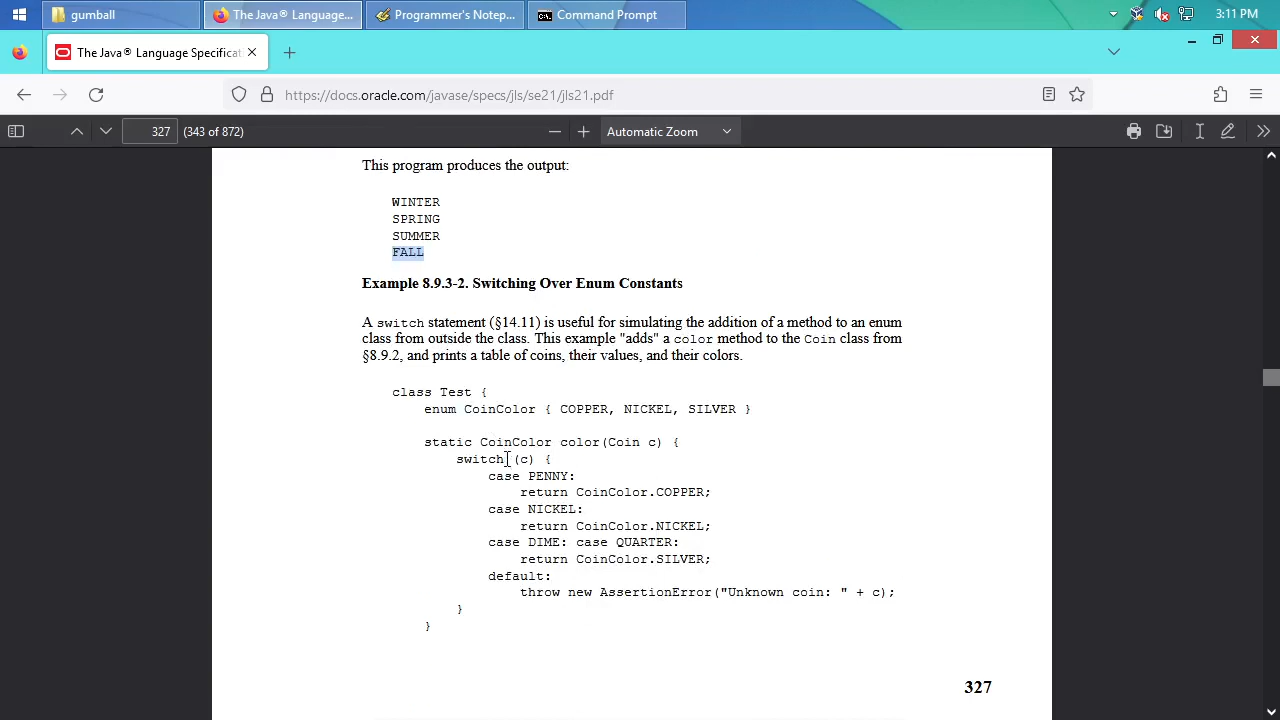 gumball
The Java® Language...
Programmer's Notep...
Command Prompt
3:11 PM
The Java® Language Specificat
https://docs.oracle.com/javase/specs/jls/se21/jls21.pdf
327 (343 of 872)
Automatic Zoom
This program produces the output:
WINTER
SPRING
SUMMER
FALL
Example 8.9.3-2. Switching Over Enum Constants
A switch statement (§14.11) is useful for simulating the addition of a method to an enum
class from outside the class. This example "adds" a color method to the Coin class from
§8.9.2, and prints a table of coins, their values, and their colors.
class Test {
enum CoinColor { COPPER, NICKEL, SILVER }
static CoinColor color(Coin c) {
switch (c) {
case PENNY:
return CoinColor.COPPER;
case NICKEL:
return CoinColor.NICKEL;
case DIME: case QUARTER:
return CoinColor.SILVER;
default:
throw new AssertionError("Unknown coin: " + c);
}
}
327